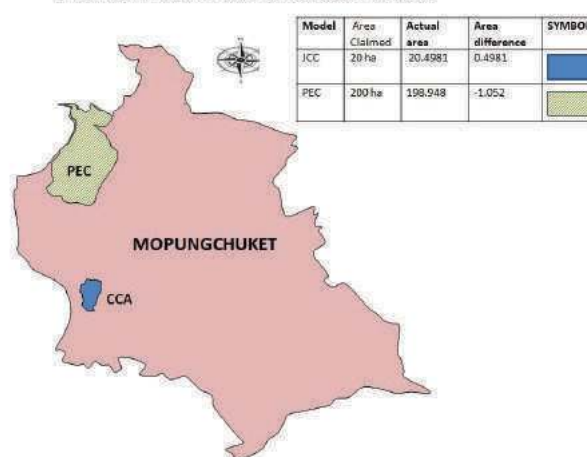 Model Area Claimed Actual area Area difference SYMBOL
JCC 20 ha 20.4981 0.4981
PEC 200 ha 198.948 -1.052
PEC
MOPUNGCHUKET
CCA